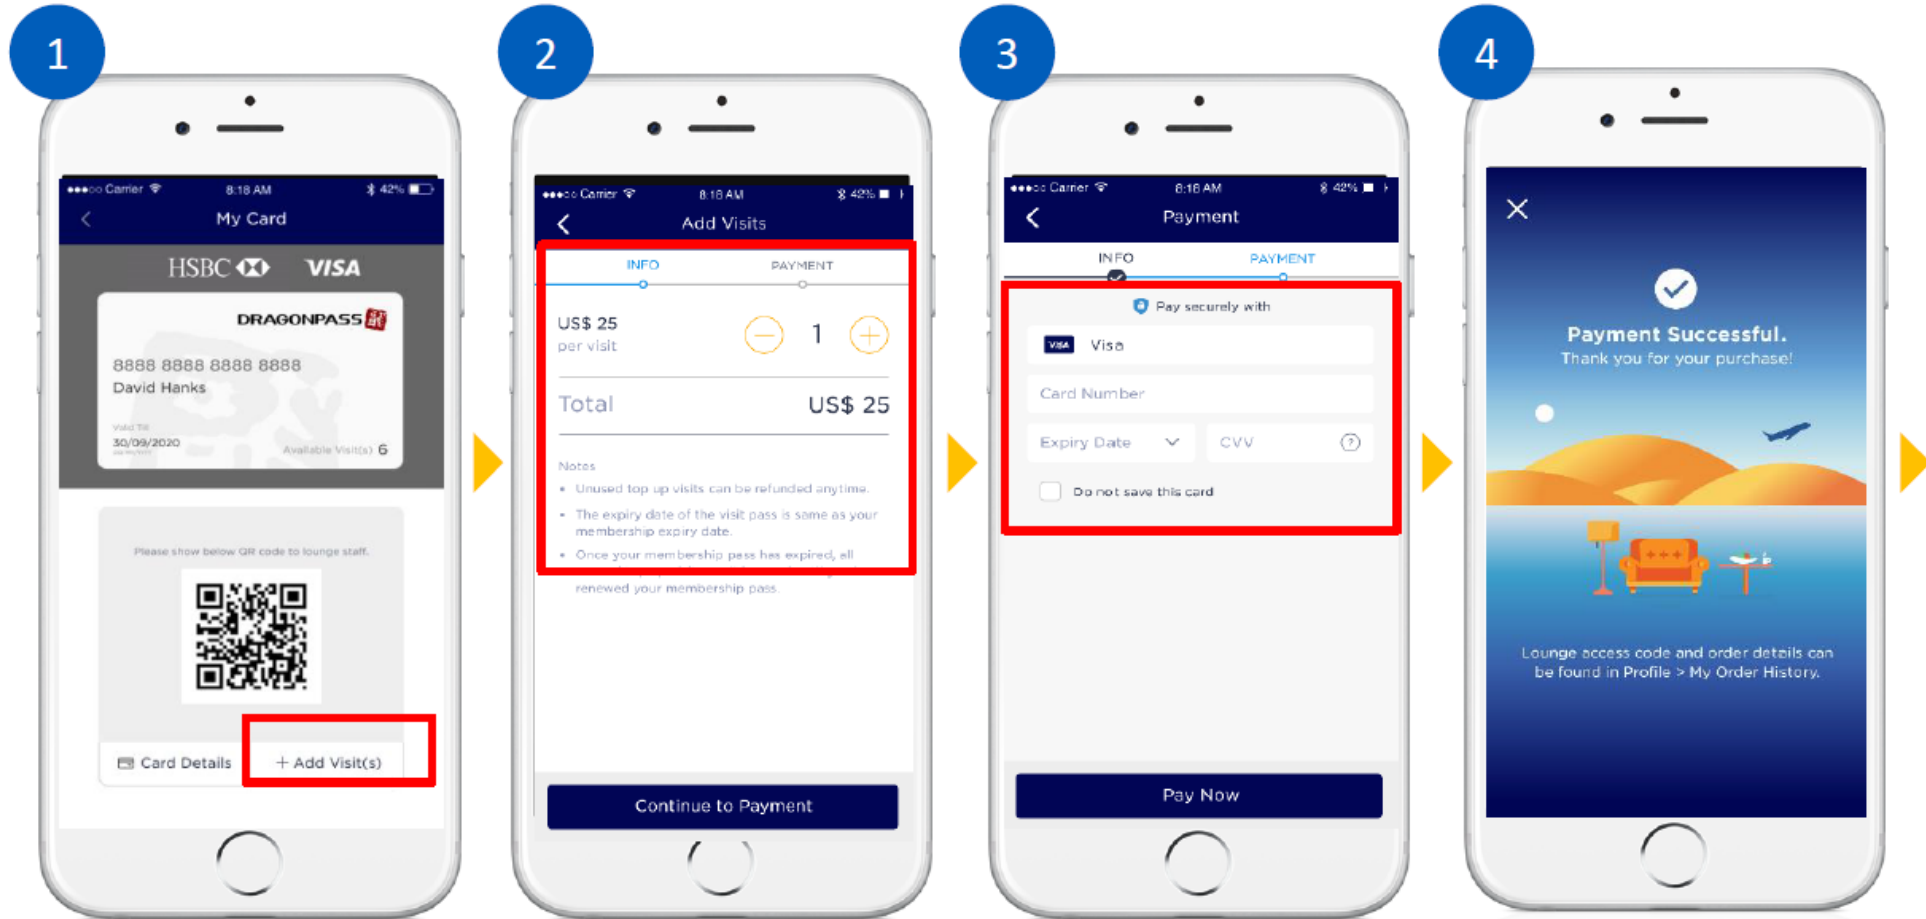 1
●●●○○ Carrier 8:18 AM 42%
My Card
HSBC VISA
DRAGONPASS
8888 8888 8888 8888
David Hanks
Valid Till
30/09/2020
Available Visit(s) 6
Please show below QR code to lounge staff.
Card Details
+ Add Visit(s)
2
●●●○○ Carrier 8:18 AM 42%
Add Visits
INFO PAYMENT
US$ 25
per visit
1
Total US$ 25
Notes
• Unused top up visits can be refunded anytime.
• The expiry date of the visit pass is same as your
membership expiry date.
• Once your membership pass has expired, all
renewed your membership pass.
Continue to Payment
3
●●●○○ Carrier 8:18 AM 42%
Payment
INFO PAYMENT
Pay securely with
VISA Visa
Card Number
Expiry Date CVV ?
Do not save this card
Pay Now
4
Payment Successful.
Thank you for your purchase!
Lounge access code and order details can
be found in Profile > My Order History.